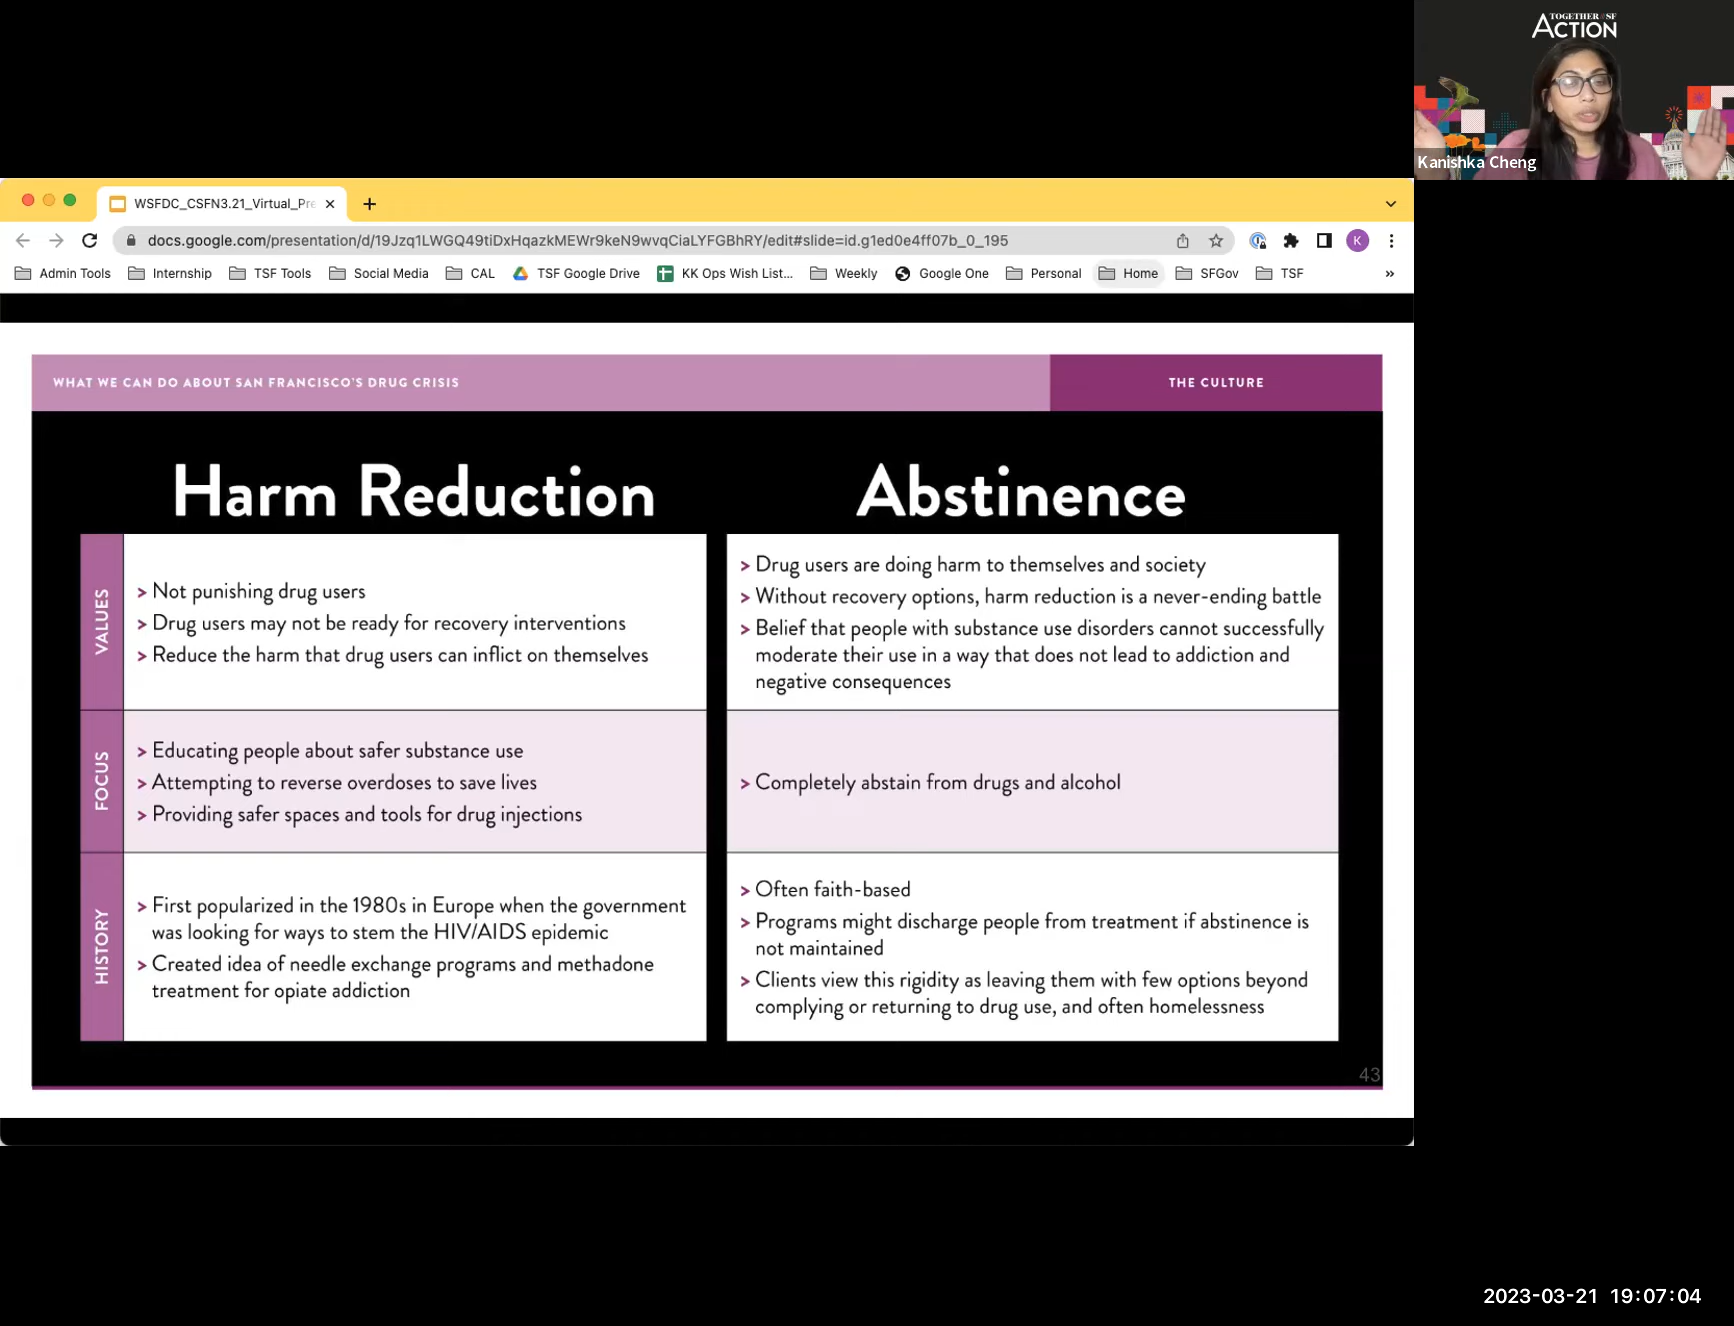 TOGETHER SF
ACTION
Kanishka Cheng
WSFDC_CSFN3.21_Virtual_Pre
docs.google.com/presentation/d/19Jzq1LWGQ49tiDxHqazkMEWr9keN9wvqCiaLYFGBhRY/edit#slide=id.g1ed0e4ff07b_0_195
K
Admin Tools Internship TSF Tools Social Media CAL TSF Google Drive KK Ops Wish List... Weekly Google One Personal Home SFGov TSF »
WHAT WE CAN DO ABOUT SAN FRANCISCO'S DRUG CRISIS
THE CULTURE
Harm Reduction
Abstinence
VALUES
> Not punishing drug users
> Drug users may not be ready for recovery interventions
> Reduce the harm that drug users can inflict on themselves
> Drug users are doing harm to themselves and society
> Without recovery options, harm reduction is a never-ending battle
> Belief that people with substance use disorders cannot successfully
moderate their use in a way that does not lead to addiction and
negative consequences
FOCUS
> Educating people about safer substance use
> Attempting to reverse overdoses to save lives
> Providing safer spaces and tools for drug injections
> Completely abstain from drugs and alcohol
HISTORY
> First popularized in the 1980s in Europe when the government
was looking for ways to stem the HIV/AIDS epidemic
> Created idea of needle exchange programs and methadone
treatment for opiate addiction
> Often faith-based
> Programs might discharge people from treatment if abstinence is
not maintained
> Clients view this rigidity as leaving them with few options beyond
complying or returning to drug use, and often homelessness
43
2023-03-21 19:07:04